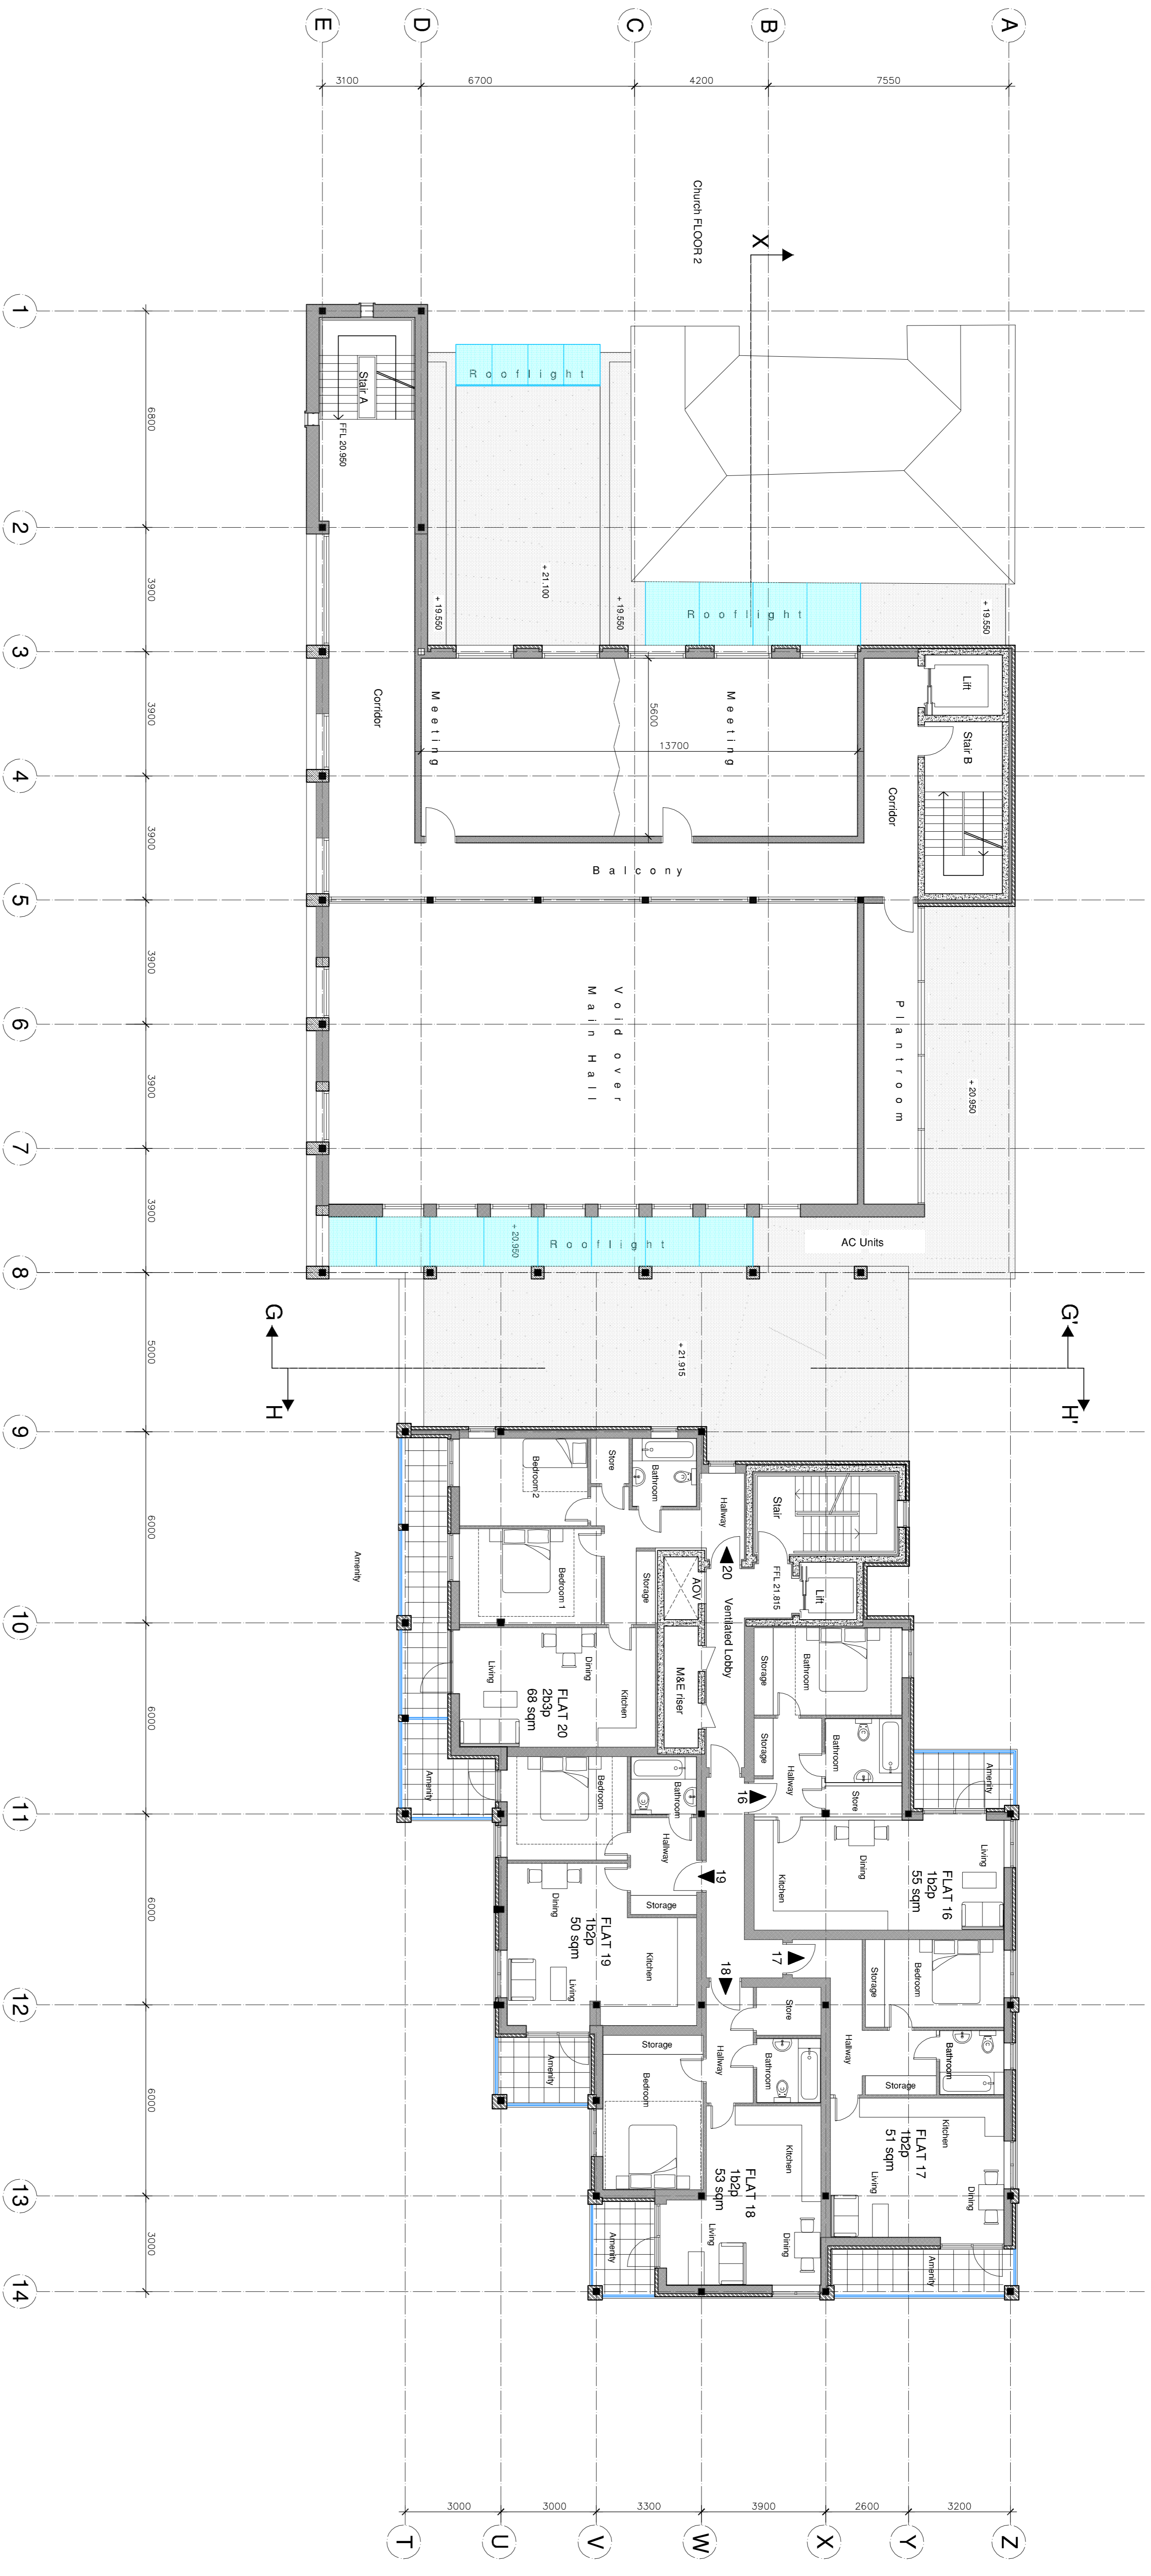 E
D
C
B
A
3100
6700
4200
7550
Church FLOOR 2
X
1
2
3
4
5
6
7
8
9
10
11
12
13
14
6800
3900
3900
3900
3900
3900
3900
5000
6000
6000
6000
6000
3000
Stair A
FFL 20.950
Rooflight
+ 21.100
+ 19.550
+ 19.550
Rooflight
+ 19.550
Corridor
Meeting
Meeting
5600
13700
Lift
Stair B
Corridor
Balcony
Void over
Main Hall
Plantroom
+ 20.950
Rooflight
+ 20.950
AC Units
G
H
G'
H'
+ 21.915
Bedroom 2
Store
Bathroom
Hallway
Stair
20
FFL 21.815
Lift
Amenity
Bedroom 1
Storage
AOV
Ventilated Lobby
M&E riser
Living
Dining
Kitchen
FLAT 20
2b3p
68 sqm
Storage
Bathroom
Storage
Bathroom
Hallway
Store
16
Amenity
Amenity
Bedroom
Bathroom
Hallway
Storage
19
Dining
Living
Kitchen
FLAT 19
1b2p
50 sqm
Kitchen
Dining
Living
FLAT 16
1b2p
55 sqm
17
18
Storage
Bedroom
Store
Hallway
Bathroom
Hallway
Bathroom
Storage
Amenity
Storage
Bedroom
Kitchen
Living
Dining
FLAT 18
1b2p
53 sqm
Kitchen
Living
Dining
FLAT 17
1b2p
51 sqm
Amenity
Amenity
3000
3000
3300
3900
2600
3200
T
U
V
W
X
Y
Z